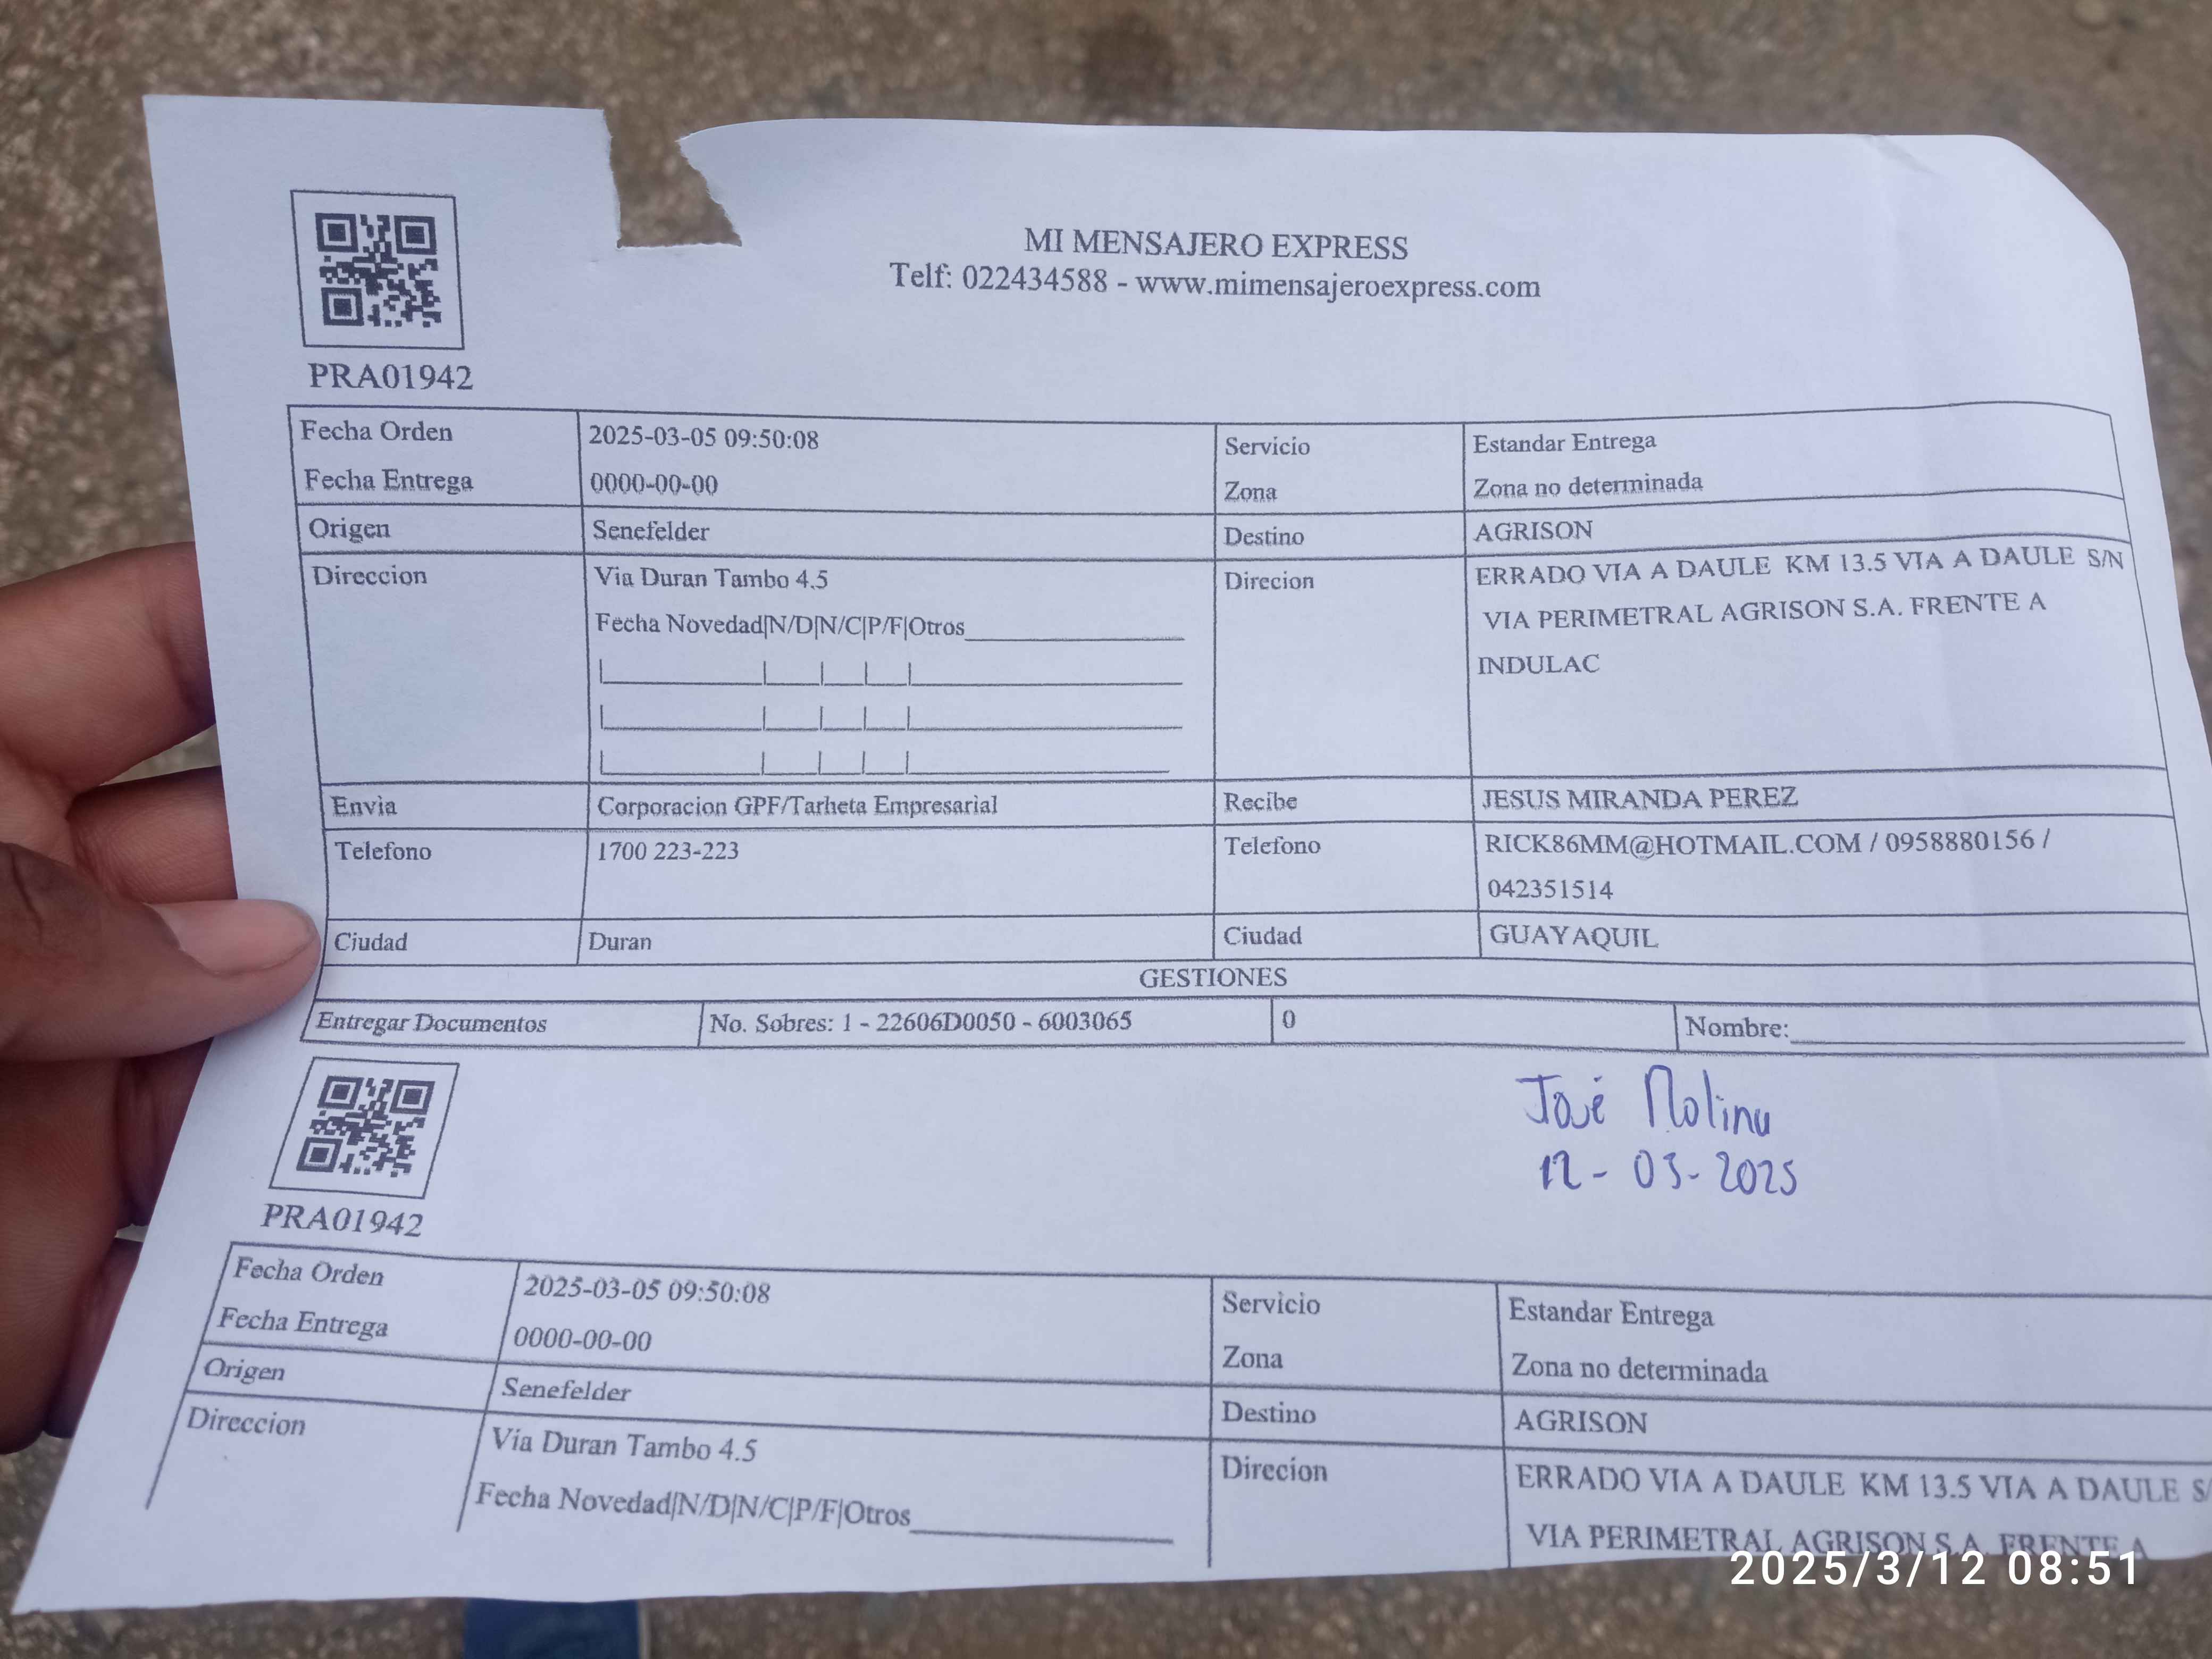 MI MENSAJERO EXPRESS
Telf: 022434588 - www.mimensajeroexpress.com
PRA01942
Fecha Orden 2025-03-05 09:50:08 Servicio Estandar Entrega
Fecha Entrega 0000-00-00 Zona Zona no determinada
Origen Senefelder Destino AGRISON
Direccion Via Duran Tambo 4.5 Direcion ERRADO VIA A DAULE KM 13.5 VIA A DAULE S/N
Fecha Novedad|N/D|N/C|P/F|Otros VIA PERIMETRAL AGRISON S.A. FRENTE A
INDULAC
Envia Corporacion GPF/Tarheta Empresarial Recibe JESUS MIRANDA PEREZ
Telefono 1700 223-223 Telefono RICK86MM@HOTMAIL.COM / 0958880156 /
042351514
Ciudad Duran Ciudad GUAYAQUIL
GESTIONES
Entregar Documentos No. Sobres: 1 - 22606D0050 - 6003065 0 Nombre:
José Molina
12-03-2025
PRA01942
Fecha Orden 2025-03-05 09:50:08 Servicio Estandar Entrega
Fecha Entrega 0000-00-00 Zona Zona no determinada
Origen Senefelder Destino AGRISON
Direccion Via Duran Tambo 4.5 Direcion ERRADO VIA A DAULE KM 13.5 VIA A DAULE S/
Fecha Novedad|N/D|N/C|P/F|Otros VIA PERIMETRAL AGRISON S.A. FRENTE A
2025/3/12 08:51